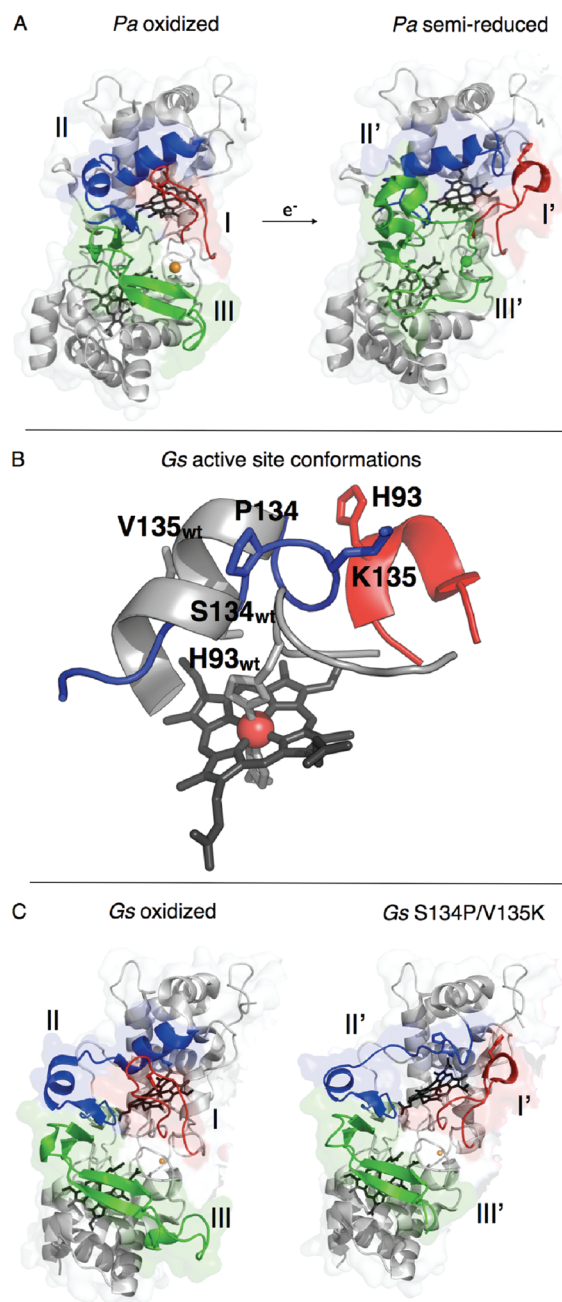 A
Pa oxidized
Pa semi-reduced
II
II'
I
e-
I'
III
III'
B
Gs active site conformations
H93
P134
V135wt
K135
S134wt
H93wt
C
Gs oxidized
Gs S134P/V135K
II
II'
I
I'
III
III'